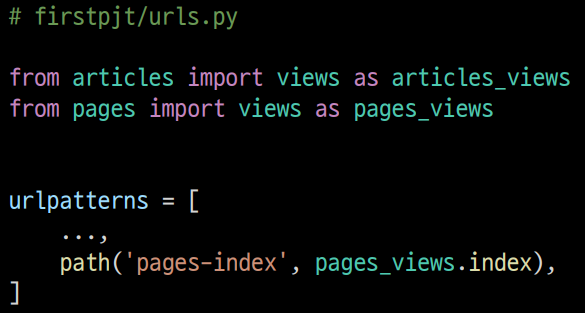 # firstpjt/urls.py
from articles import views as articles_views
from pages import views as pages_views
urlpatterns = [
    ...,
    path('pages-index', pages_views.index),
]